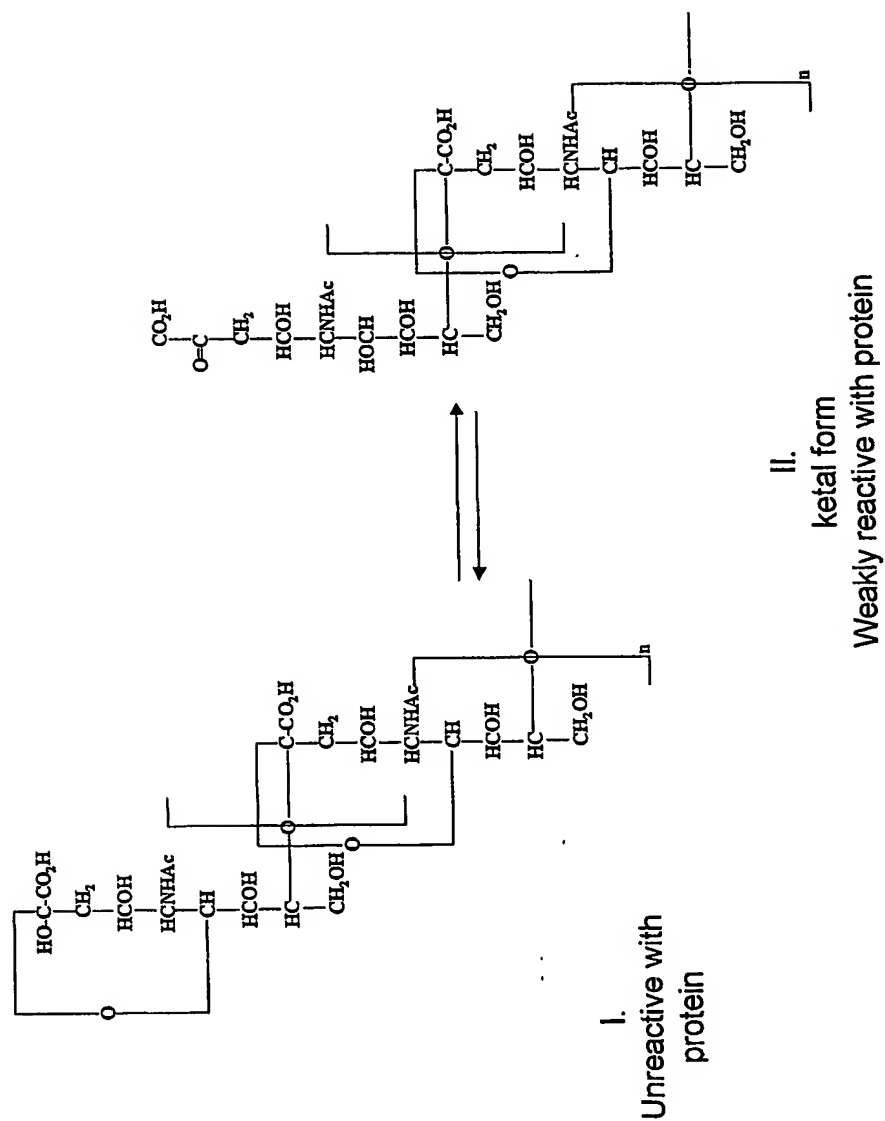 HO-C-CO₂H
CH₂
HCOH
HCNHAc
CH
HCOH
HC
CH₂OH
O
O
O
C-CO₂H
CH₂
HCOH
HCNHAc
CH
HCOH
HC
CH₂OH
O
n
I.
Unreactive with
protein
CO₂H
O=C
CH₂
HCOH
HCNHAc
HOCH
HCOH
HC
CH₂OH
O
O
C-CO₂H
CH₂
HCOH
HCNHAc
CH
HCOH
HC
CH₂OH
O
n
II.
ketal form
Weakly reactive with protein